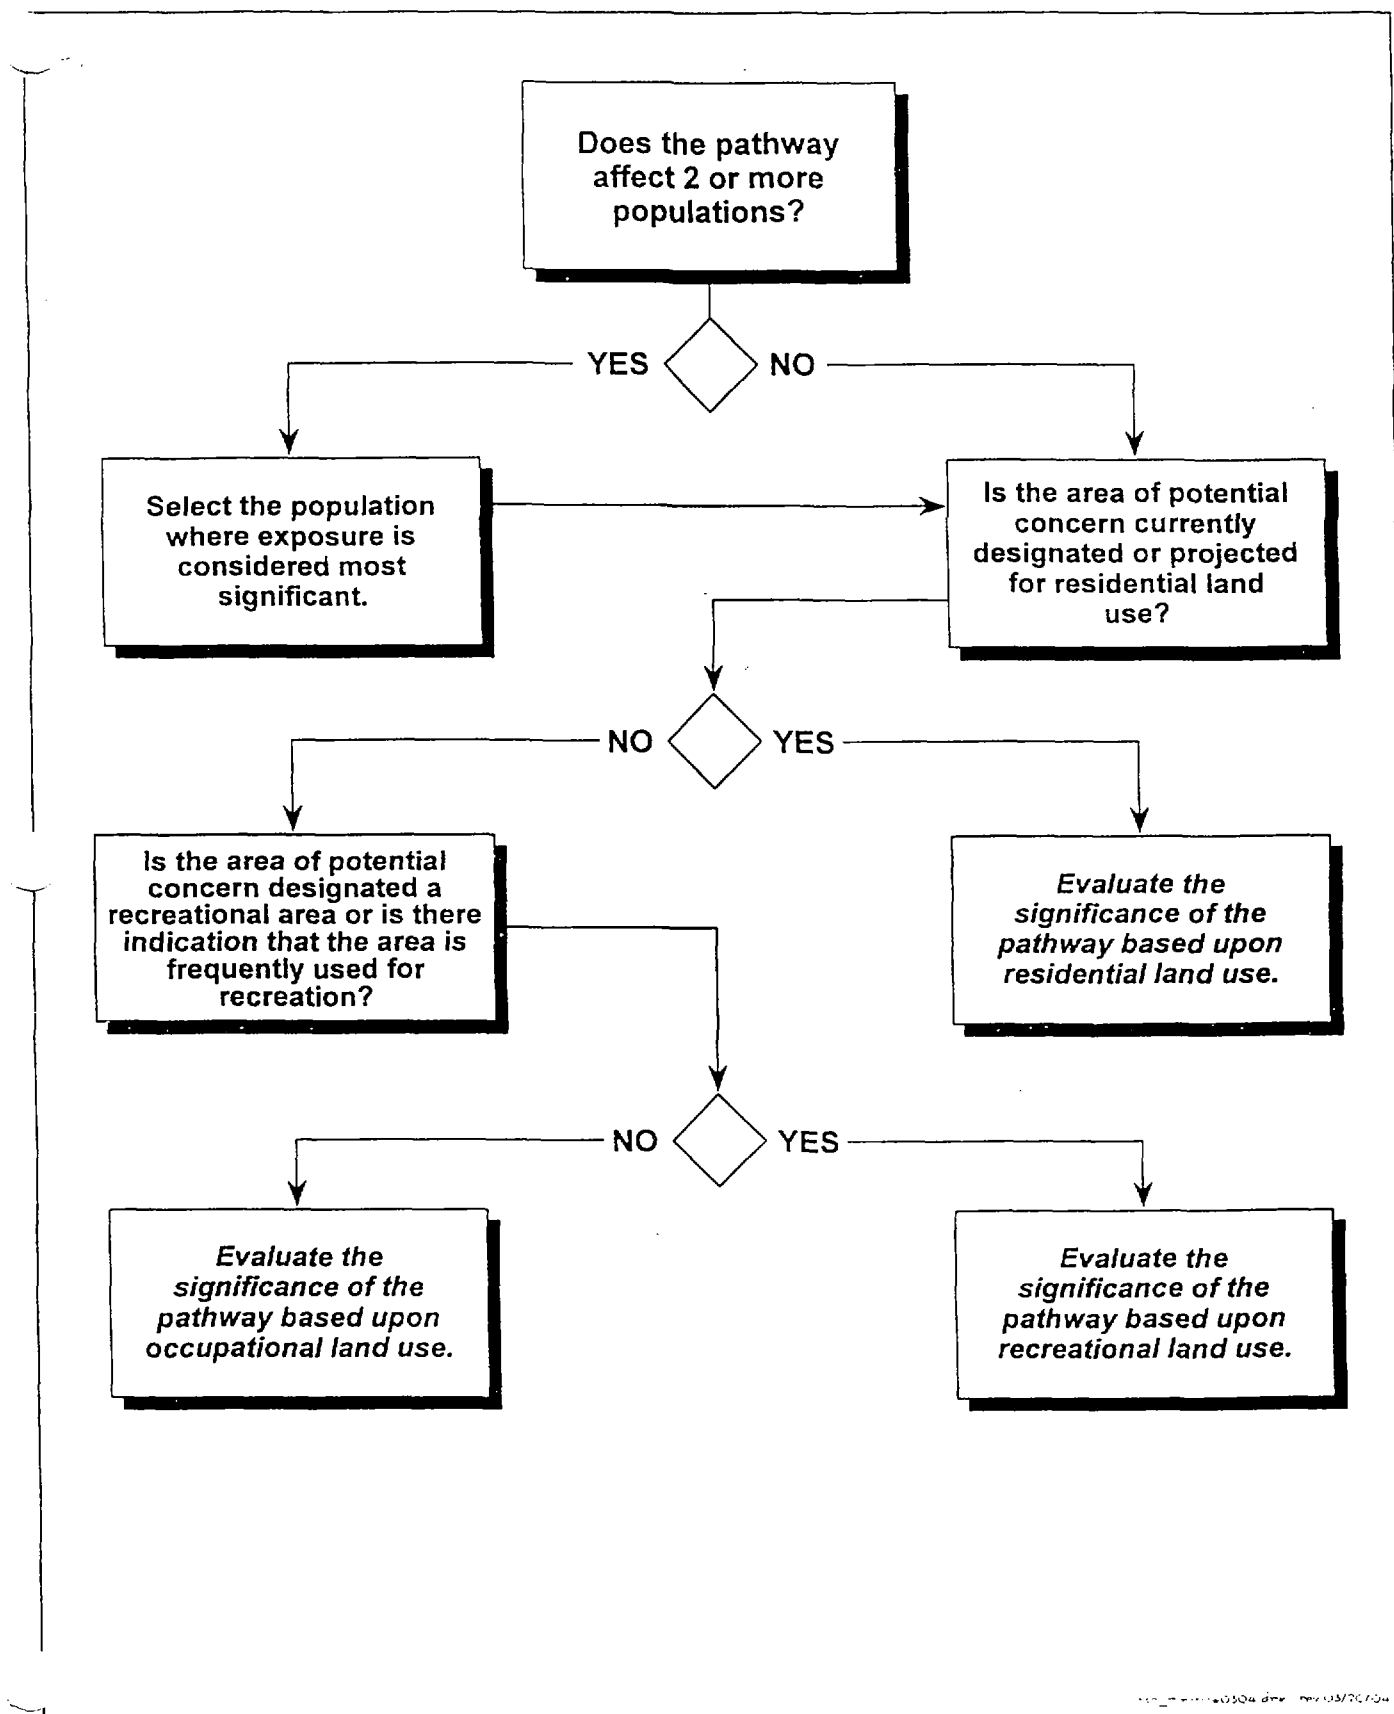 Does the pathway
affect 2 or more
populations?
YES
NO
Select the population
where exposure is
considered most
significant.
Is the area of potential
concern currently
designated or projected
for residential land
use?
NO
YES
Is the area of potential
concern designated a
recreational area or is there
indication that the area is
frequently used for
recreation?
Evaluate the
significance of the
pathway based upon
residential land use.
NO
YES
Evaluate the
significance of the
pathway based upon
occupational land use.
Evaluate the
significance of the
pathway based upon
recreational land use.